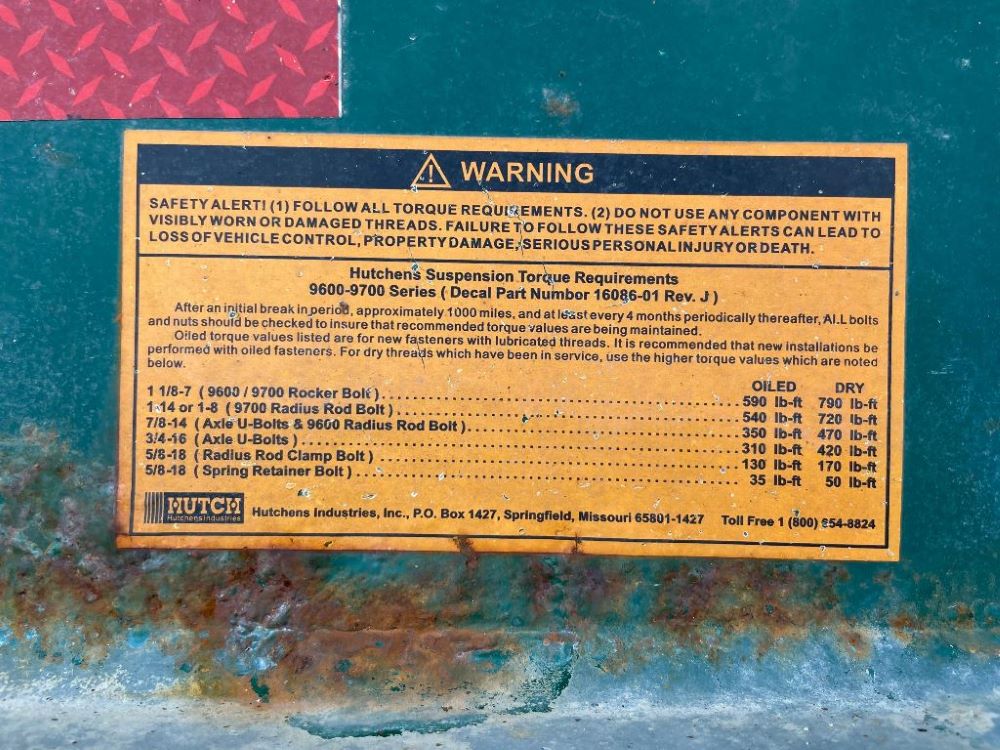 WARNING
SAFETY ALERT! (1) FOLLOW ALL TORQUE REQUIREMENTS. (2) DO NOT USE ANY COMPONENT WITH
VISIBLY WORN OR DAMAGED THREADS. FAILURE TO FOLLOW THESE SAFETY ALERTS CAN LEAD TO
LOSS OF VEHICLE CONTROL, PROPERTY DAMAGE, SERIOUS PERSONAL INJURY OR DEATH.
Hutchens Suspension Torque Requirements
9600-9700 Series ( Decal Part Number 16086-01 Rev. J )
After an initial break in period, approximately 1000 miles, and at least every 4 months periodically thereafter, ALL bolts
and nuts should be checked to insure that recommended torque values are being maintained.
Oiled torque values listed are for new fasteners with lubricated threads. It is recommended that new installations be
performed with oiled fasteners. For dry threads which have been in service, use the higher torque values which are noted
below.
OILED DRY
1 1/8-7 ( 9600 / 9700 Rocker Bolt ) 590 lb-ft 790 lb-ft
1-14 or 1-8 ( 9700 Radius Rod Bolt ) 540 lb-ft 720 lb-ft
7/8-14 ( Axle U-Bolts & 9600 Radius Rod Bolt ) 350 lb-ft 470 lb-ft
3/4-16 ( Axle U-Bolts ) 310 lb-ft 420 lb-ft
5/8-18 ( Radius Rod Clamp Bolt ) 130 lb-ft 170 lb-ft
5/8-18 ( Spring Retainer Bolt ) 35 lb-ft 50 lb-ft
HUTCH
Hutchens Industries
Hutchens Industries, Inc., P.O. Box 1427, Springfield, Missouri 65801-1427 Toll Free 1 (800)